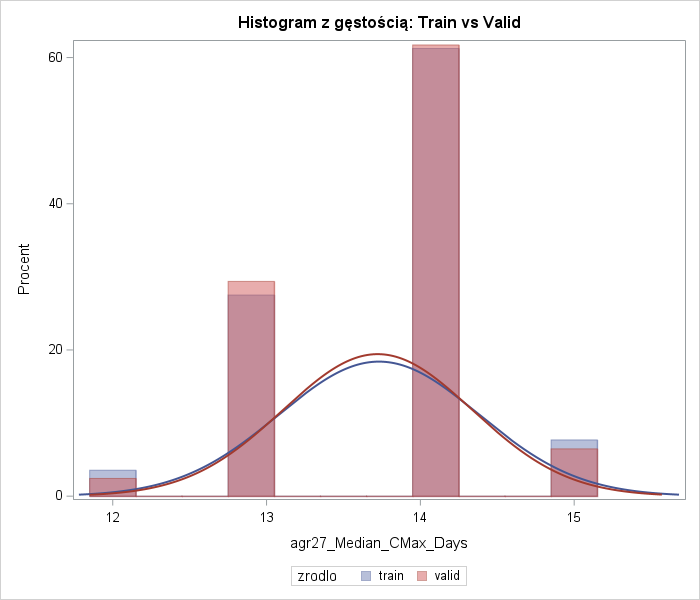 Histogram z gęstością: Train vs Valid
60
40
20
0
Procent
12 13 14 15
agr27_Median_CMax_Days
zrodlo train valid